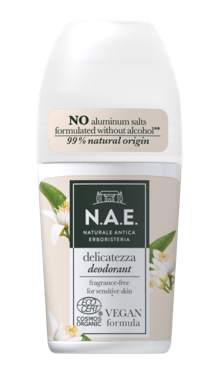 NO aluminum salts
formulated without alcohol**
99% natural origin
N.A.E.
NATURALE ANTICA
ERBORISTERIA
delicatezza
deodorant
fragrance-free
for sensitive skin
ECO
CERT
COSMOS
ORGANIC
VEGAN
formula